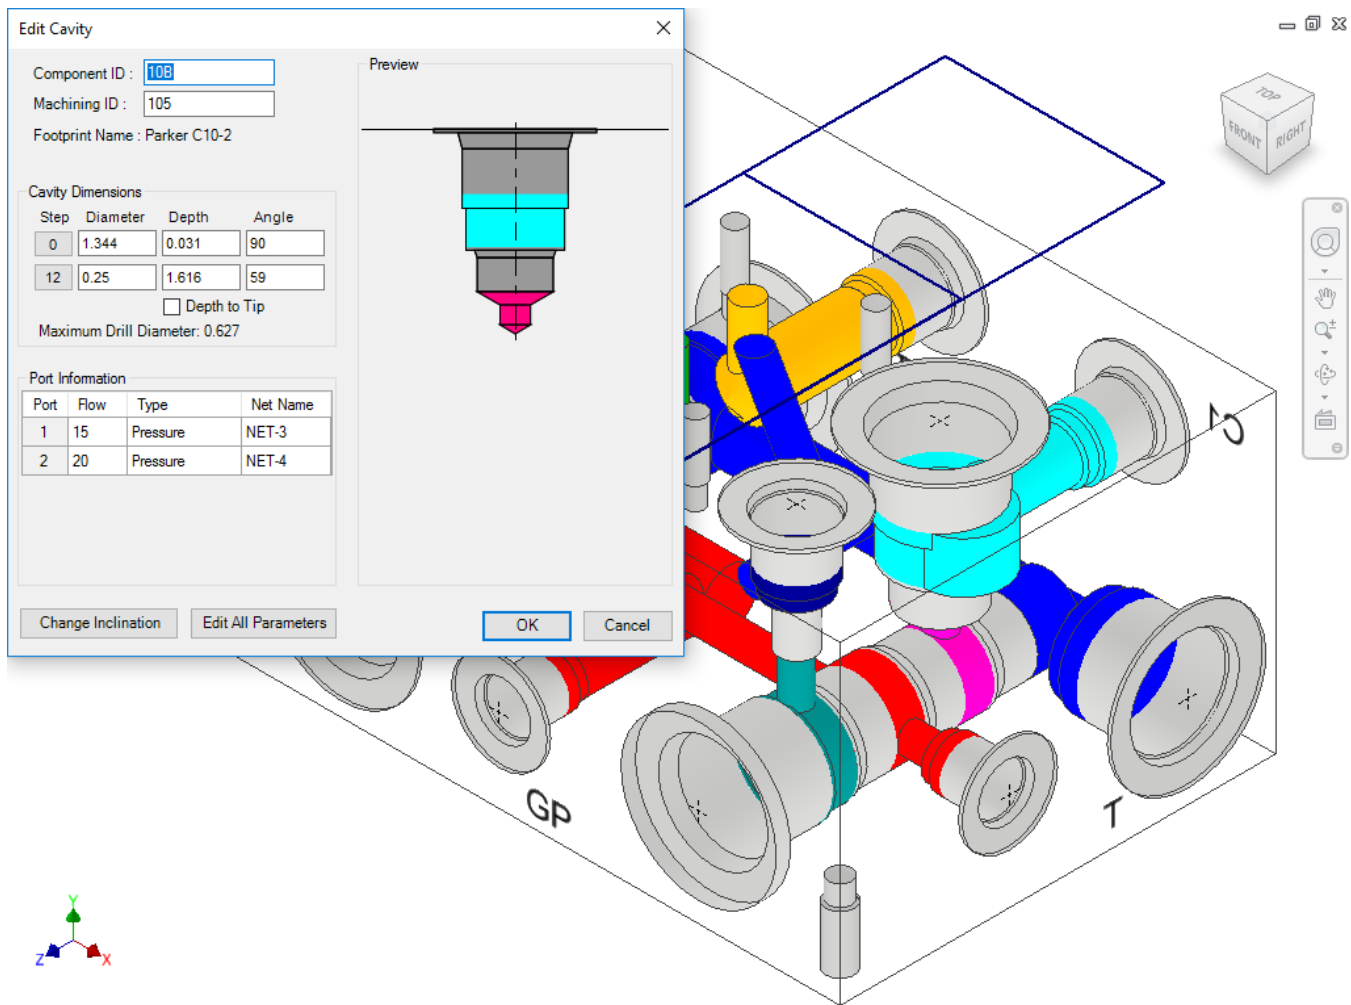 Edit Cavity
Component ID : 10B
Machining ID : 105
Footprint Name : Parker C10-2
Cavity Dimensions
Step Diameter Depth Angle
0 1.344 0.031 90
12 0.25 1.616 59
Depth to Tip
Maximum Drill Diameter: 0.627
Port Information
Port Flow Type Net Name
1 15 Pressure NET-3
2 20 Pressure NET-4
Change Inclination
Edit All Parameters
Preview
OK
Cancel
TOP
FRONT
RIGHT
GP
T
Y
Z
X